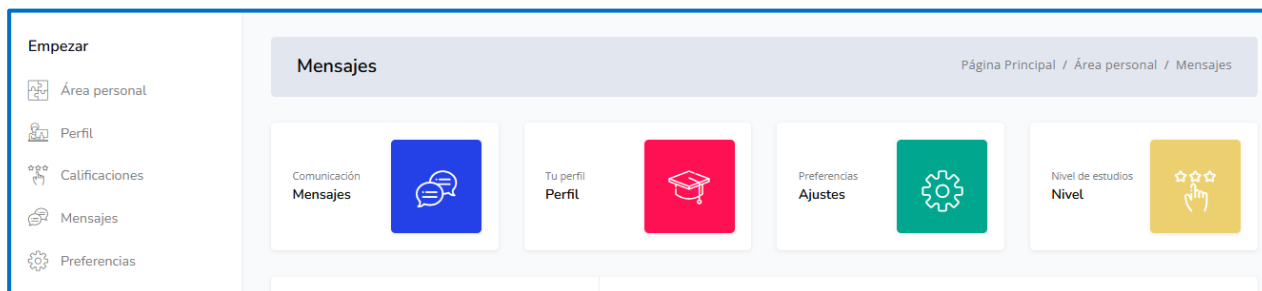 Empezar
Área personal
Perfil
Calificaciones
Mensajes
Preferencias
Mensajes
Página Principal / Área personal / Mensajes
Comunicación
Mensajes
Tu perfil
Perfil
Preferencias
Ajustes
Nivel de estudios
Nivel